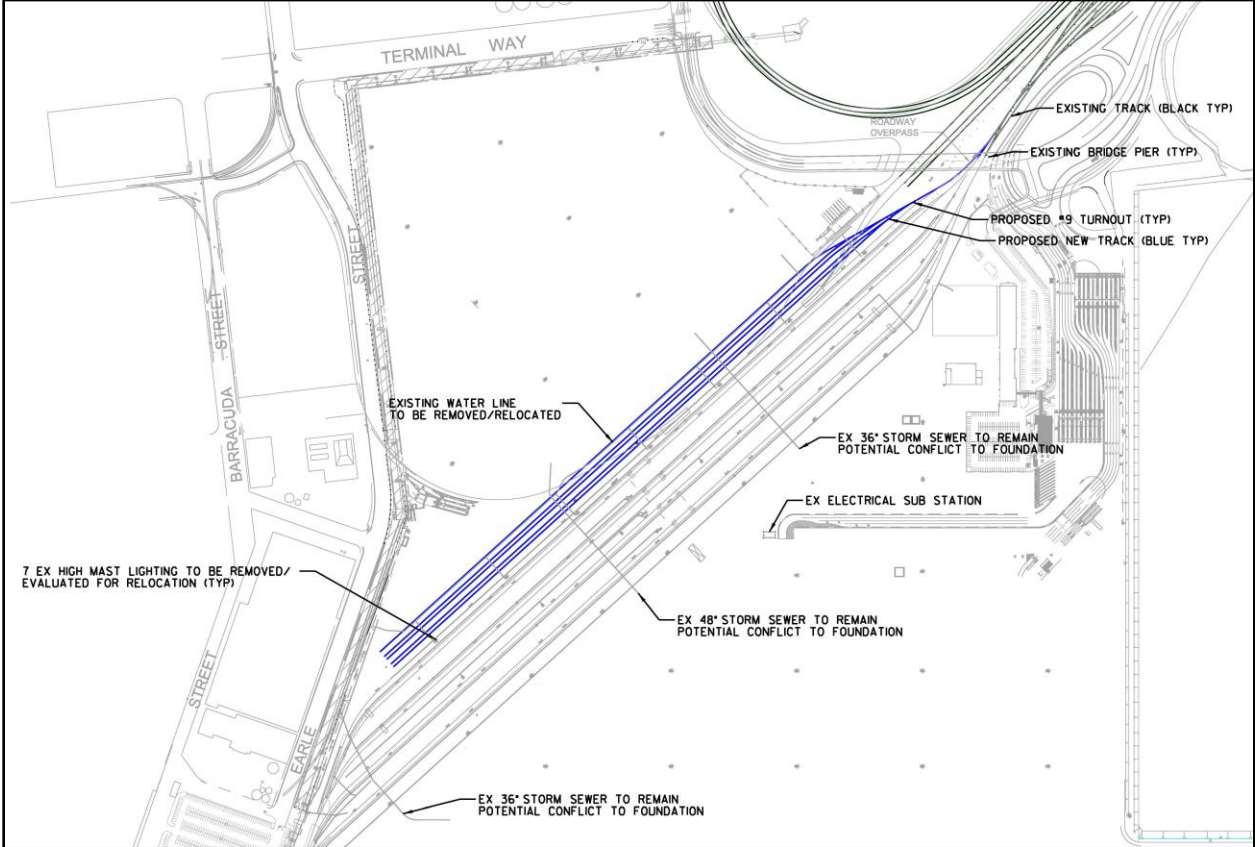 TERMINAL WAY
EXISTING TRACK (BLACK TYP)
ROADWAY
OVERPASS
EXISTING BRIDGE PIER (TYP)
PROPOSED #9 TURNOUT (TYP)
PROPOSED NEW TRACK (BLUE TYP)
STREET
STREET
BARRACUDA
EXISTING WATER LINE
TO BE REMOVED/RELOCATED
EX 36" STORM SEWER TO REMAIN
POTENTIAL CONFLICT TO FOUNDATION
EX ELECTRICAL SUB STATION
7 EX HIGH MAST LIGHTING TO BE REMOVED/
EVALUATED FOR RELOCATION (TYP)
EX 48" STORM SEWER TO REMAIN
POTENTIAL CONFLICT TO FOUNDATION
STREET
EARLE
EX 36" STORM SEWER TO REMAIN
POTENTIAL CONFLICT TO FOUNDATION